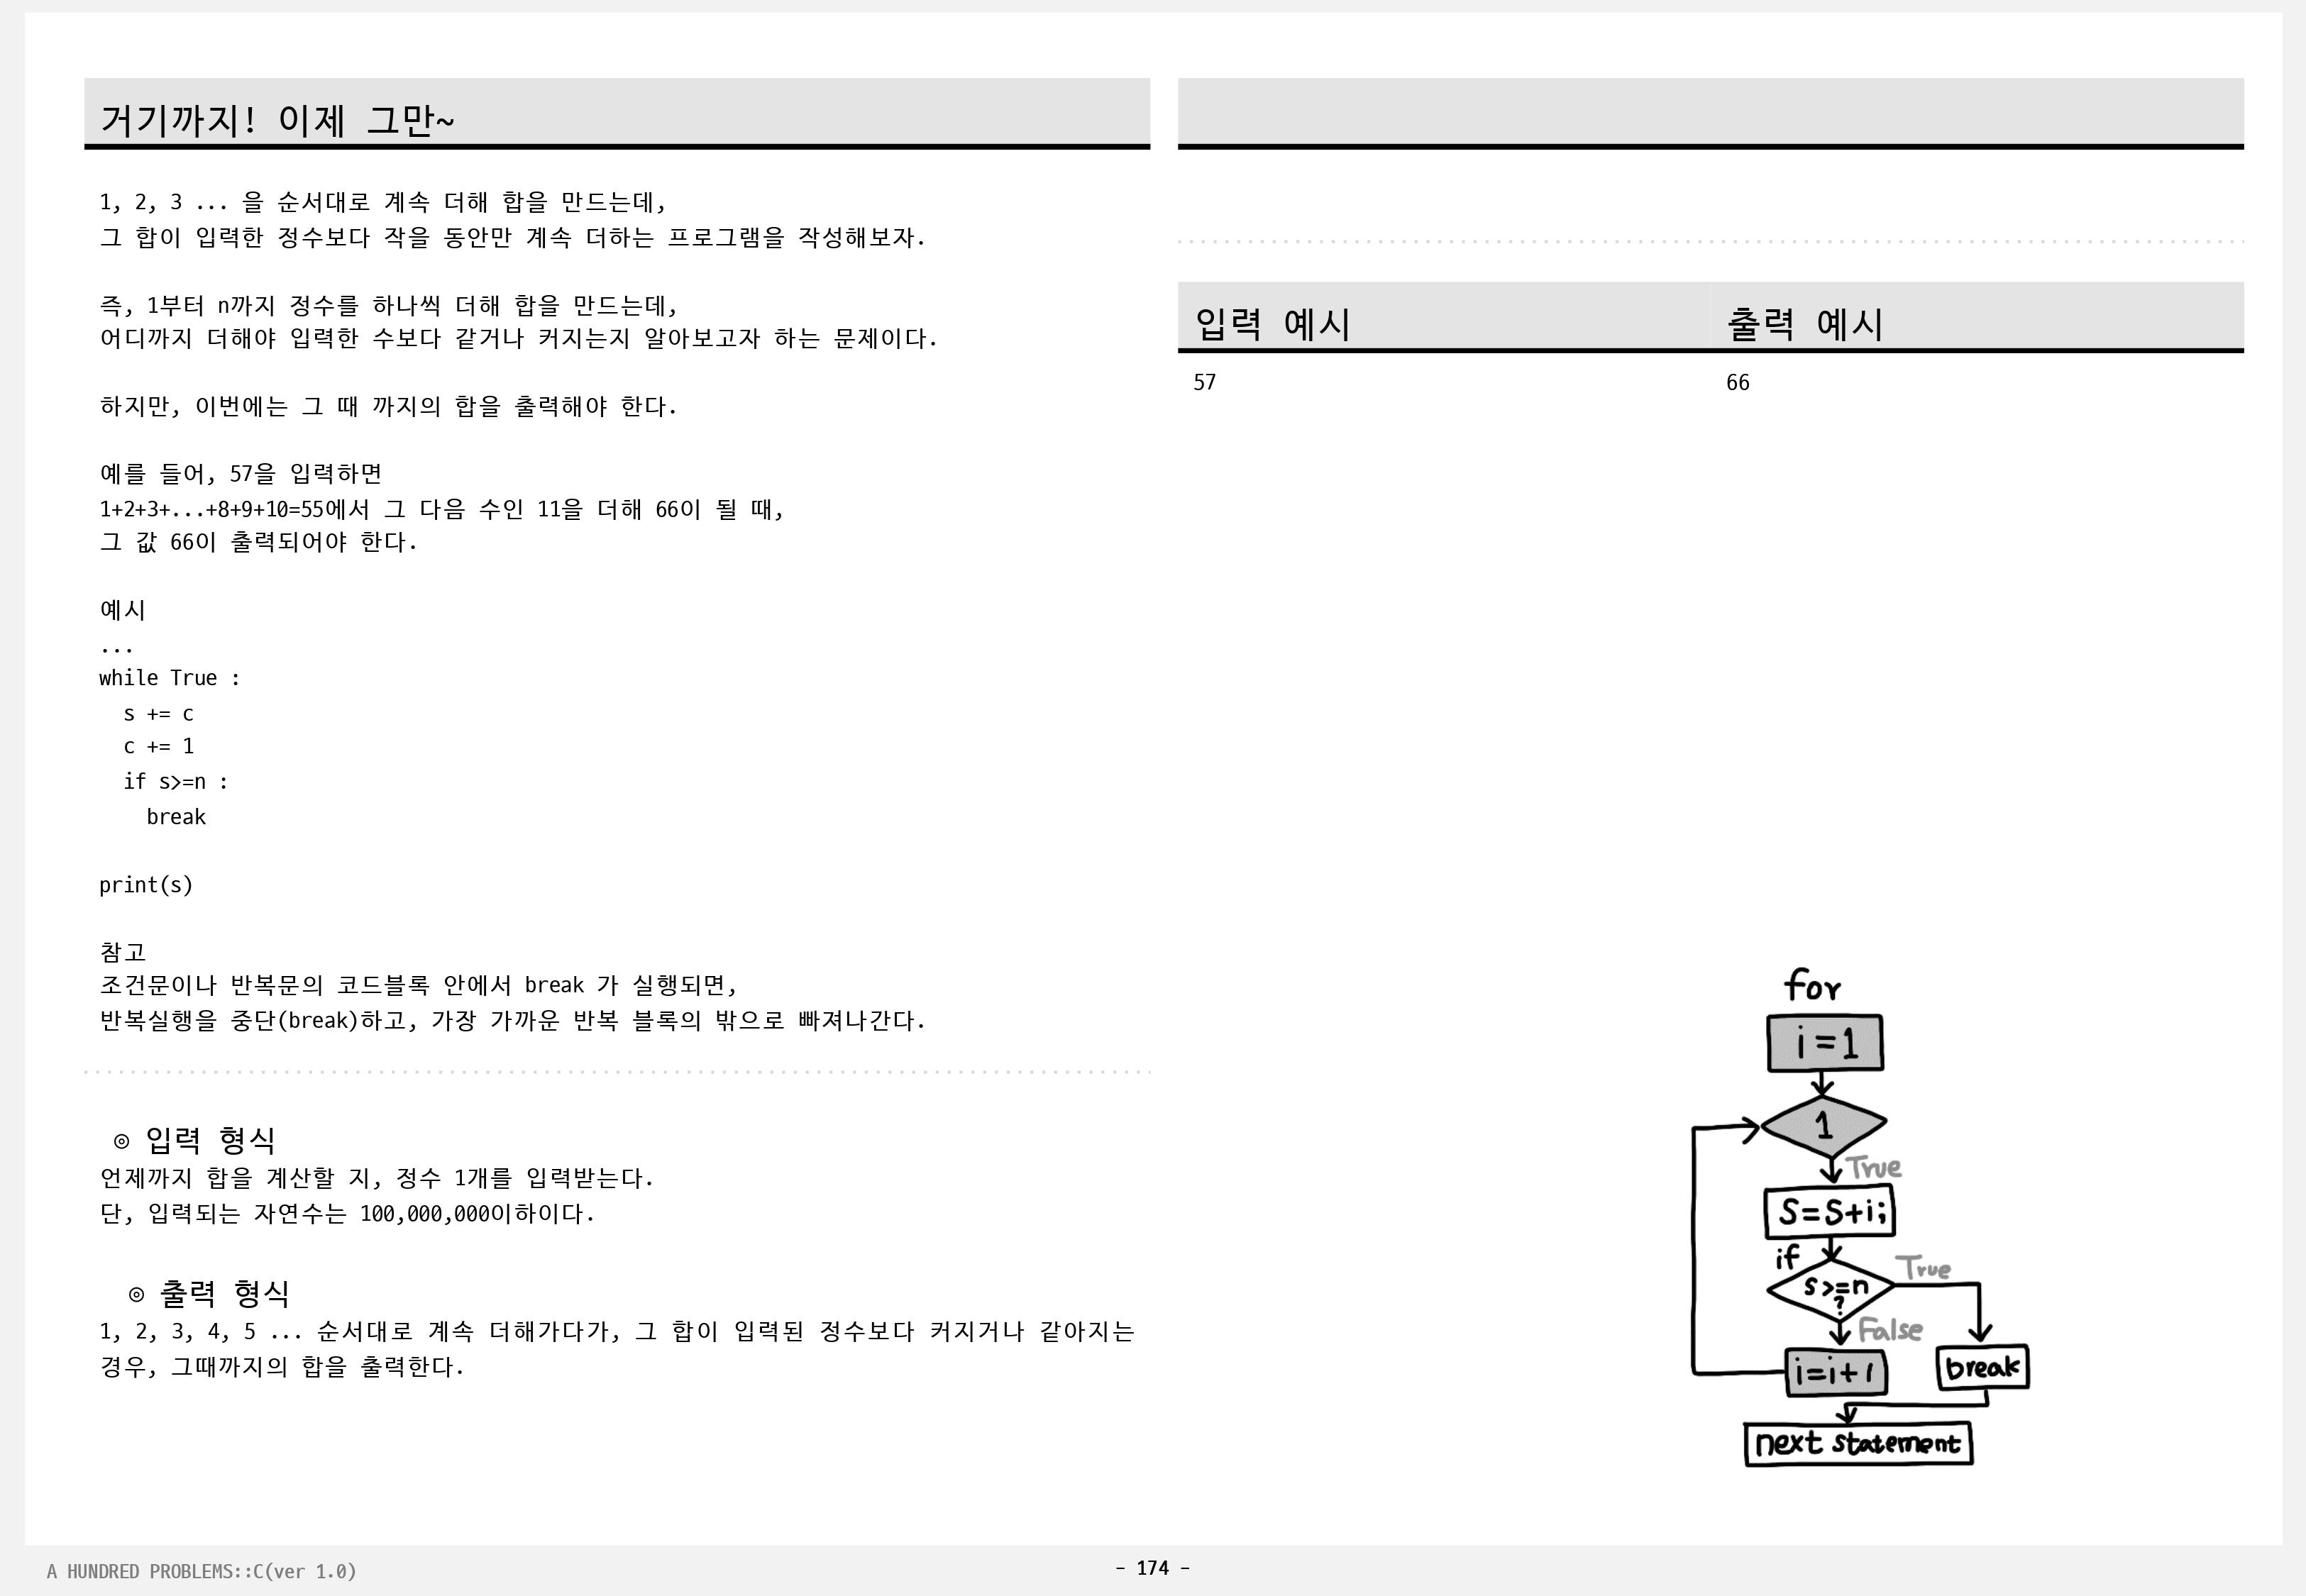 거기까지! 이제 그만~
1, 2, 3 ... 을 순서대로 계속 더해 합을 만드는데,
그 합이 입력한 정수보다 작을 동안만 계속 더하는 프로그램을 작성해보자.
즉, 1부터 n까지 정수를 하나씩 더해 합을 만드는데,
어디까지 더해야 입력한 수보다 같거나 커지는지 알아보고자 하는 문제이다.
하지만, 이번에는 그 때 까지의 합을 출력해야 한다.
예를 들어, 57을 입력하면
1+2+3+...+8+9+10=55에서 그 다음 수인 11을 더해 66이 될 때,
그 값 66이 출력되어야 한다.
예시
...
while True :
  s += c
  c += 1
  if s>=n :
    break
print(s)
참고
조건문이나 반복문의 코드블록 안에서 break 가 실행되면,
반복실행을 중단(break)하고, 가장 가까운 반복 블록의 밖으로 빠져나간다.
◎ 입력 형식
언제까지 합을 계산할 지, 정수 1개를 입력받는다.
단, 입력되는 자연수는 100,000,000이하이다.
◎ 출력 형식
1, 2, 3, 4, 5 ... 순서대로 계속 더해가다가, 그 합이 입력된 정수보다 커지거나 같아지는
경우, 그때까지의 합을 출력한다.
입력 예시 출력 예시
57 66
for
i=1
1
True
S=S+i;
if
s>=n
?
True
False
i=i+1
break
next statement
A HUNDRED PROBLEMS::C(ver 1.0)
- 174 -